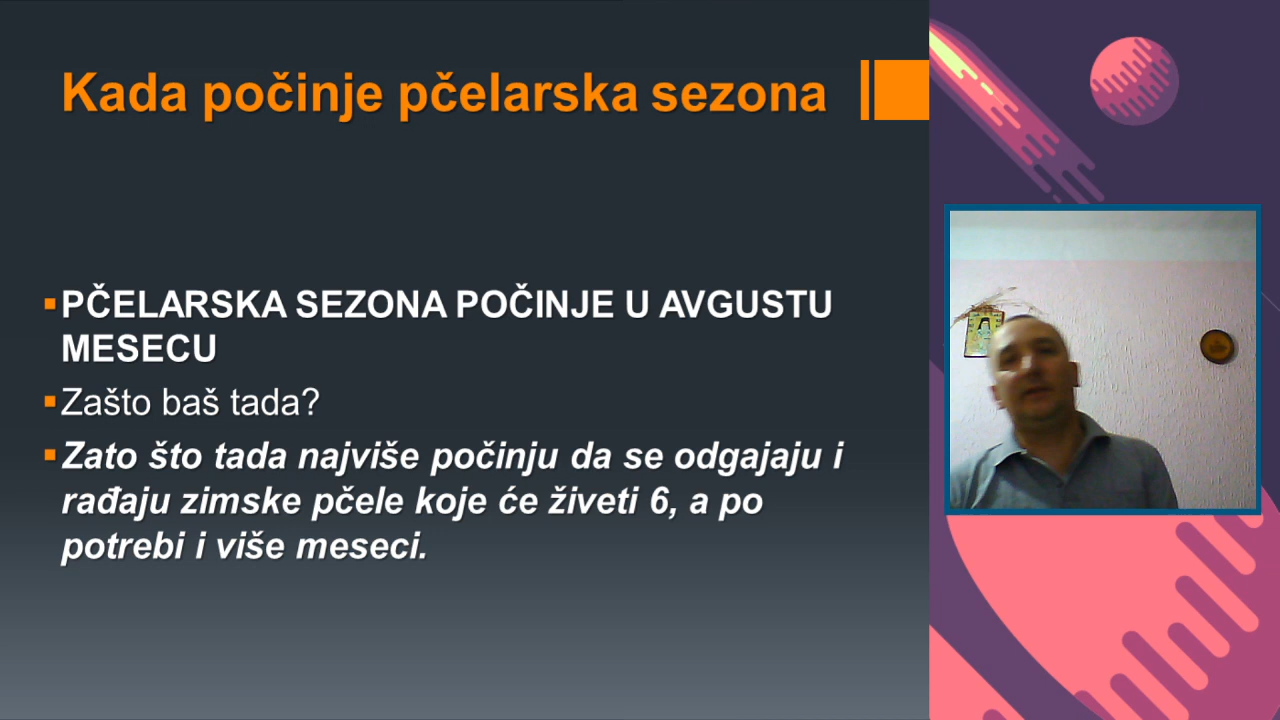 Kada počinje pčelarska sezona
PČELARSKA SEZONA POČINJE U AVGUSTU
MESECU
Zašto baš tada?
Zato što tada najviše počinju da se odgajaju i
rađaju zimske pčele koje će živeti 6, a po
potrebi i više meseci.